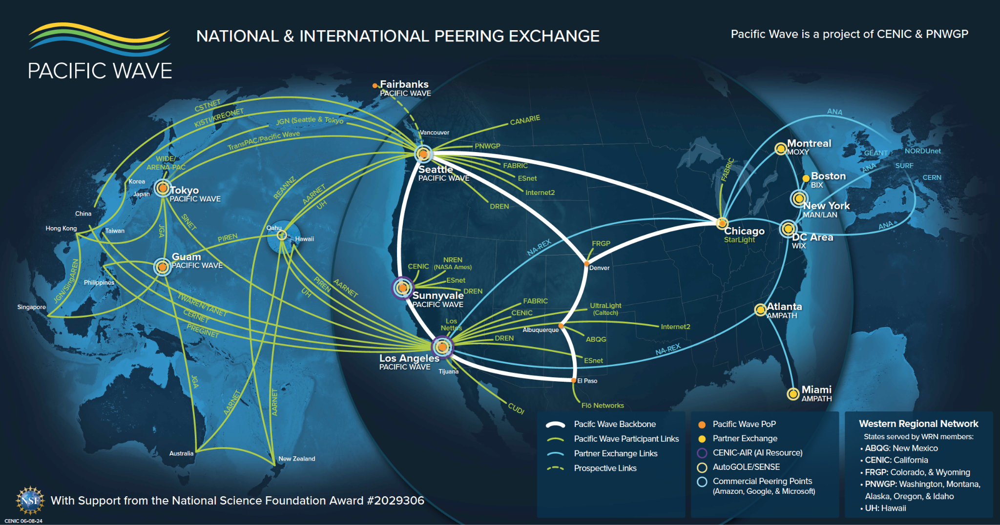 PACIFIC WAVE
NATIONAL & INTERNATIONAL PEERING EXCHANGE
Pacific Wave is a project of CENIC & PNWGP
Fairbanks
PACIFIC WAVE
CSTNET
KISTI/KREONET
JGN (Seattle & Tokyo
TransPAC/Pacific Wave
WIDE/
ARENA-PAC
Korea
Japan
Tokyo
PACIFIC WAVE
China
Hong Kong
Taiwan
JGA
SINET
PIREN
Guam
PACIFIC WAVE
Philippines
JGN/SingAREN
Singapore
TWAREN/TANET
CERNET
PREGINET
JGA
AARNET
AARNET
Australia
New Zealand
REANNZ
AARNET
UH
Oahu
Hawaii
PIREN
UH
AARNET
Vancouver
Seattle
PACIFIC WAVE
CANARIE
PNWGP
FABRIC
ESnet
Internet2
DREN
CENIC
NREN
(NASA Ames)
ESnet
DREN
Sunnyvale
PACIFIC WAVE
Los
Nettos
Los Angeles
PACIFIC WAVE
Tijuana
FABRIC
CENIC
UltraLight
(Caltech)
Internet2
DREN
ESnet
CUDI
NA-REX
FRGP
Denver
Albuquerque
ABQG
El Paso
Flō Networks
NA-REX
FABRIC
Chicago
StarLight
Montreal
MOXY
Boston
BIX
New York
MAN/LAN
DC Area
WIX
Atlanta
AMPATH
Miami
AMPATH
ANA
GÉANT
NORDUnet
ANA
SURF
CERN
ANA
Pacifc Wave Backbone
Pacific Wave Participant Links
Partner Exchange Links
Prospective Links
Pacific Wave PoP
Partner Exchange
CENIC-AIR (AI Resource)
AutoGOLE/SENSE
Commercial Peering Points
(Amazon, Google, & Microsoft)
Western Regional Network
States served by WRN members:
• ABQG: New Mexico
• CENIC: California
• FRGP: Colorado, & Wyoming
• PNWGP: Washington, Montana,
Alaska, Oregon, & Idaho
• UH: Hawaii
NSF
With Support from the National Science Foundation Award #2029306
CENIC 06•08•24